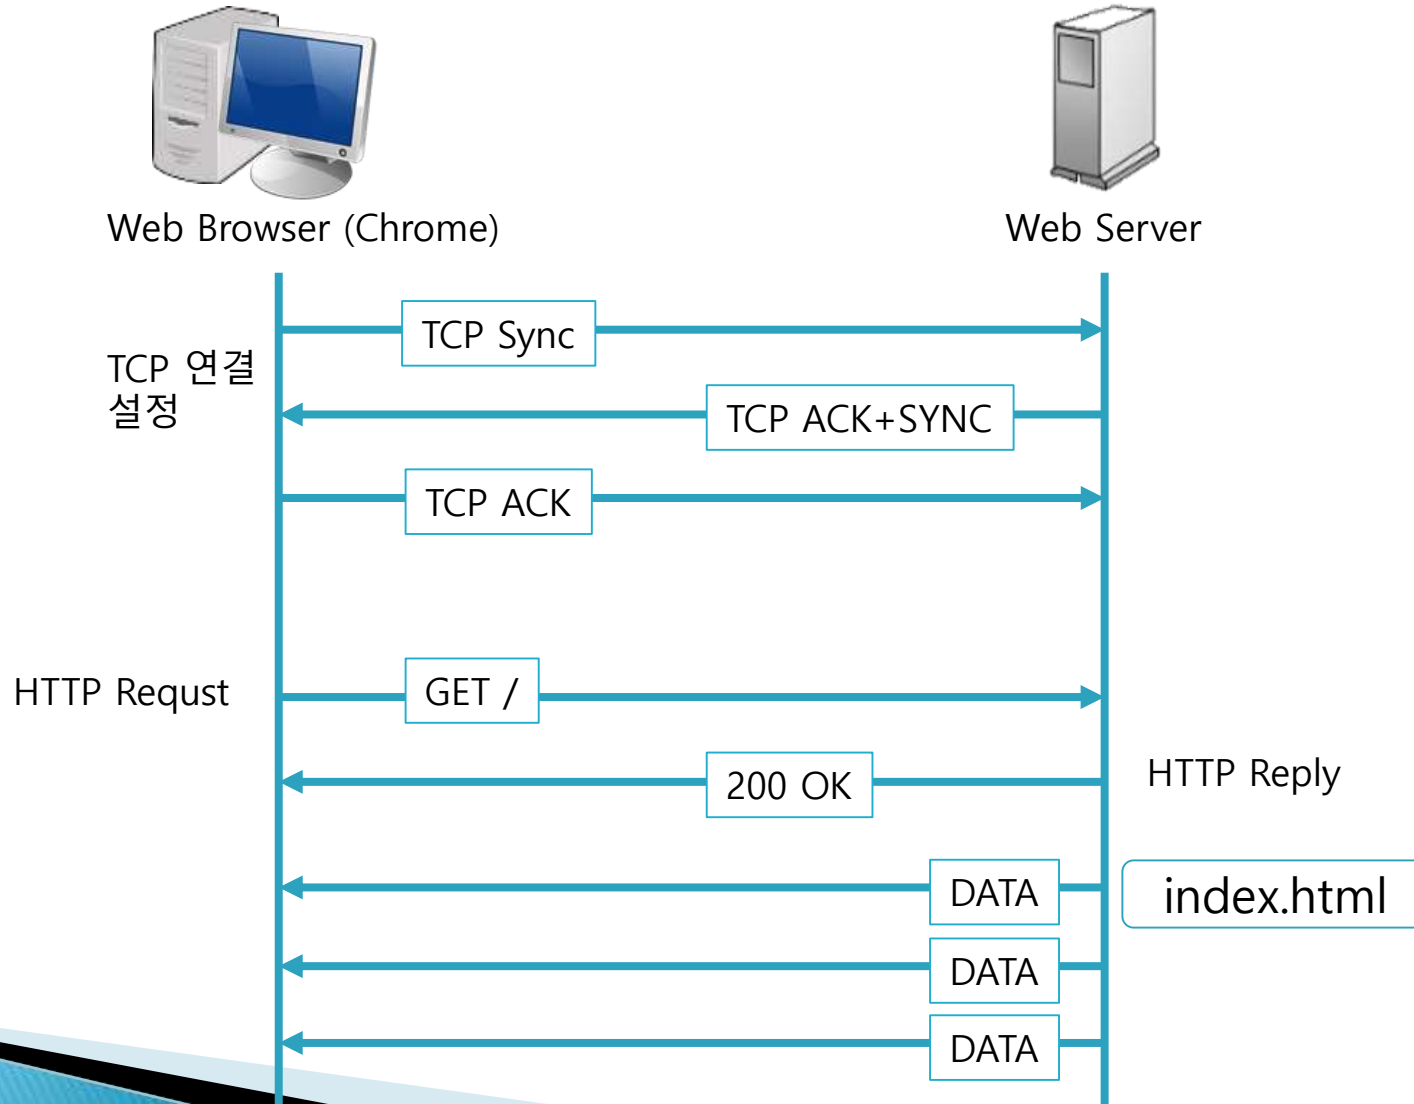 Web Browser (Chrome)
Web Server
TCP Sync
TCP 연결
설정
TCP ACK+SYNC
TCP ACK
HTTP Requst
GET /
200 OK
HTTP Reply
DATA
index.html
DATA
DATA